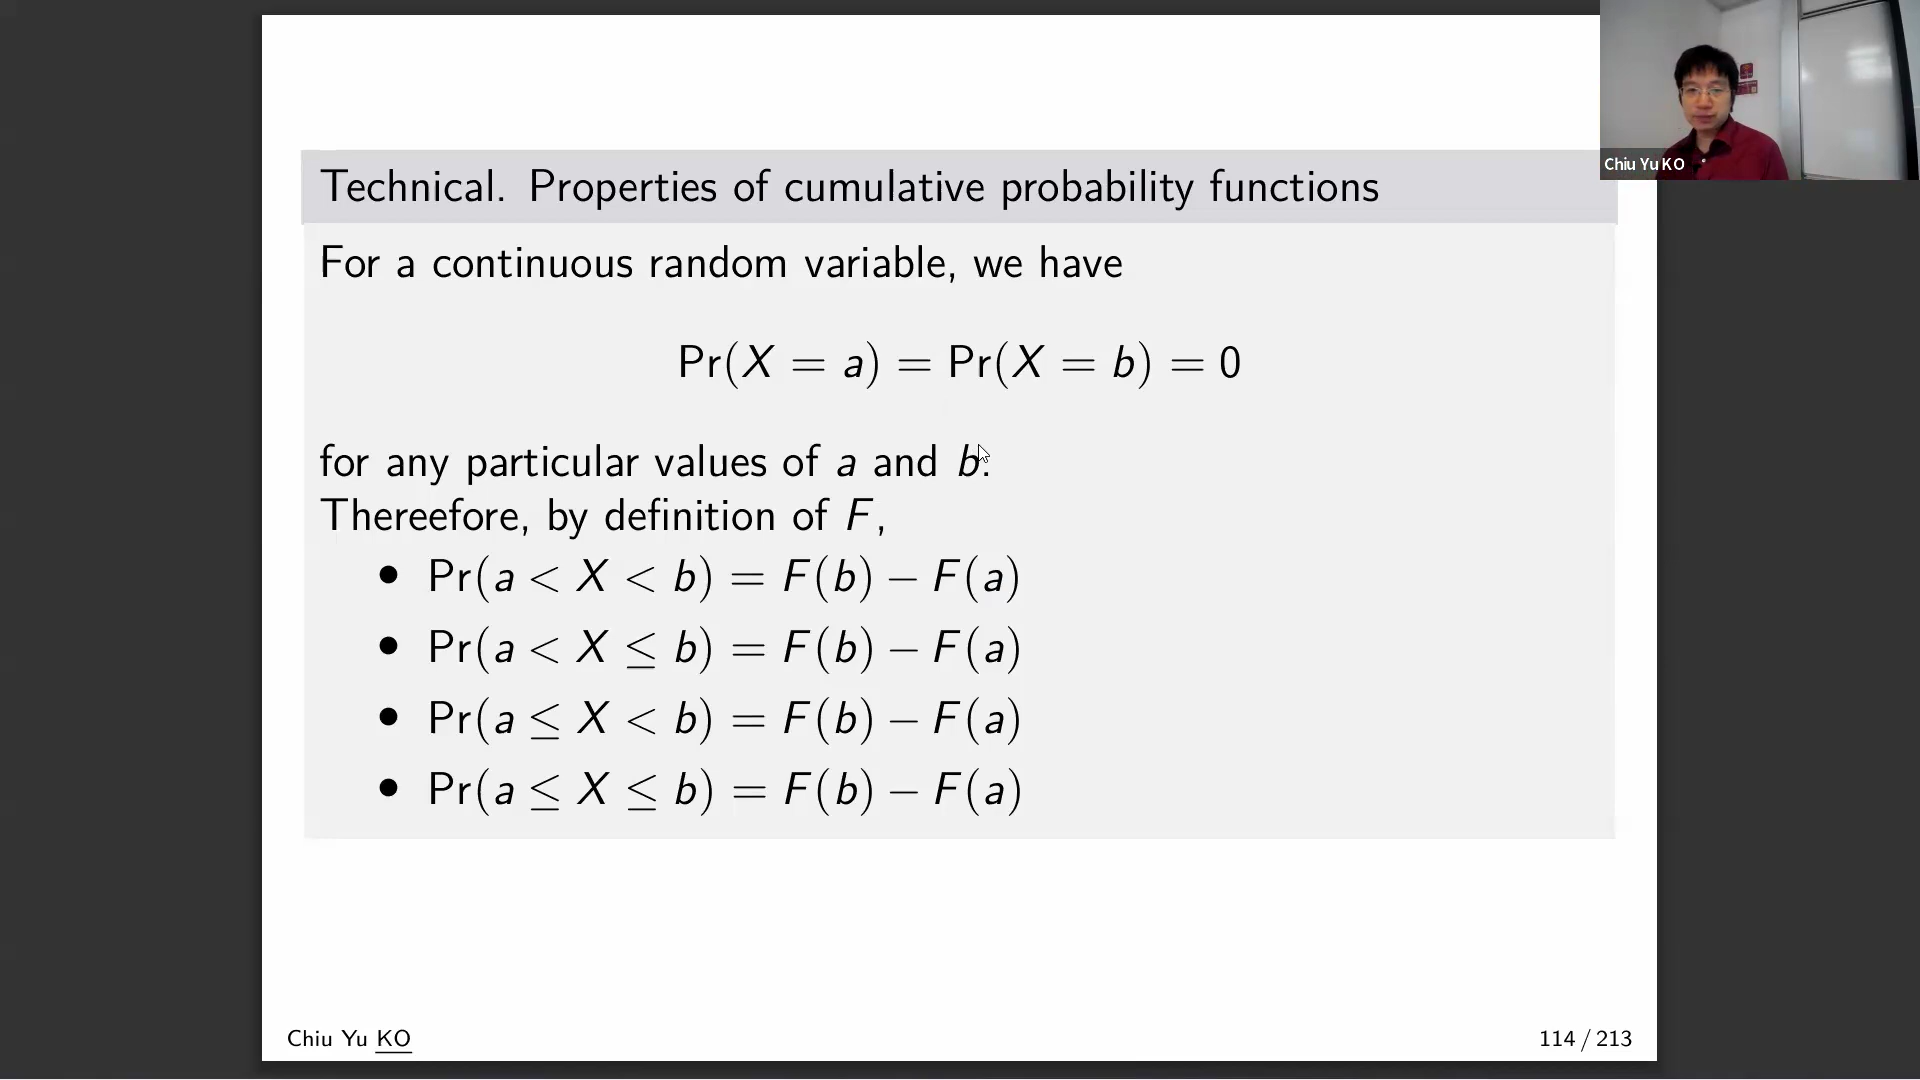 Chiu Yu KO
Technical. Properties of cumulative probability functions
For a continuous random variable, we have
Pr(X = a) = Pr(X = b) = 0
for any particular values of a and b.
Thereefore, by definition of F,
• Pr(a < X < b) = F(b) − F(a)
• Pr(a < X ≤ b) = F(b) − F(a)
• Pr(a ≤ X < b) = F(b) − F(a)
• Pr(a ≤ X ≤ b) = F(b) − F(a)
Chiu Yu KO
114 / 213